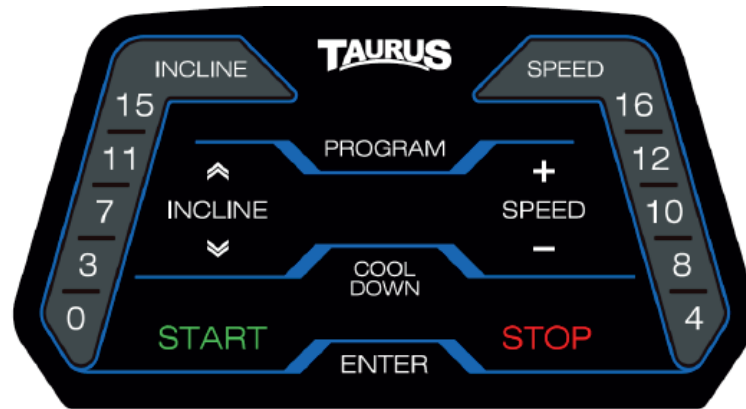 TAURUS
INCLINE
15
11
7
3
0
PROGRAM
INCLINE
COOL
DOWN
START
ENTER
+
SPEED
−
STOP
SPEED
16
12
10
8
4